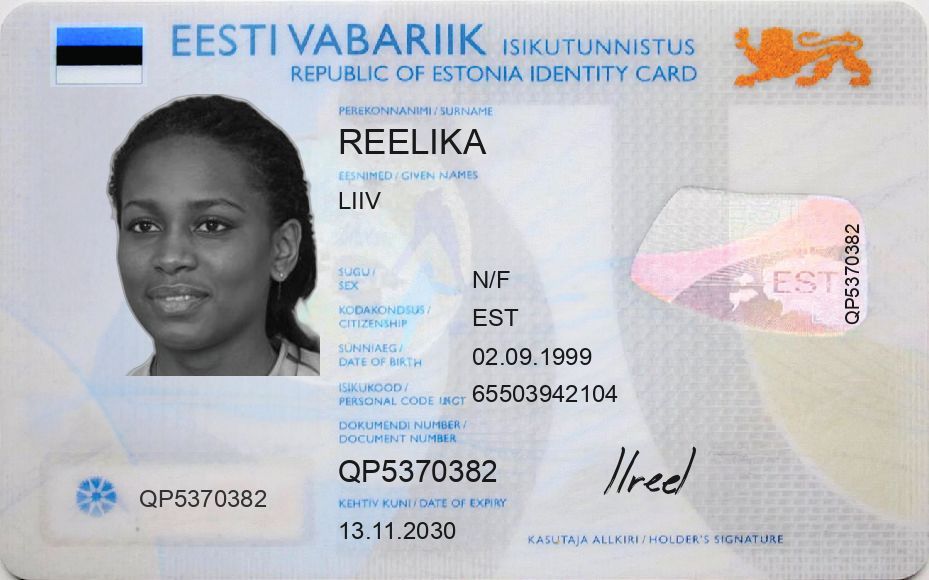 EESTI VABARIIK ISIKUTUNNISTUS
REPUBLIC OF ESTONIA IDENTITY CARD
PEREKONNANIMI / SURNAME
REELIKA
EESNIMED / GIVEN NAMES
LIIV
SUGU /
SEX
N/F
KODAKONDSUS /
CITIZENSHIP
EST
SÜNNIAEG /
DATE OF BIRTH
02.09.1999
ISIKUKOOD /
PERSONAL CODE
65503942104
DOKUMENDI NUMBER /
DOCUMENT NUMBER
QP5370382
KEHTIV KUNI / DATE OF EXPIRY
13.11.2030
QP5370382
EST
QP5370382
KASUTAJA ALLKIRI / HOLDER'S SIGNATURE